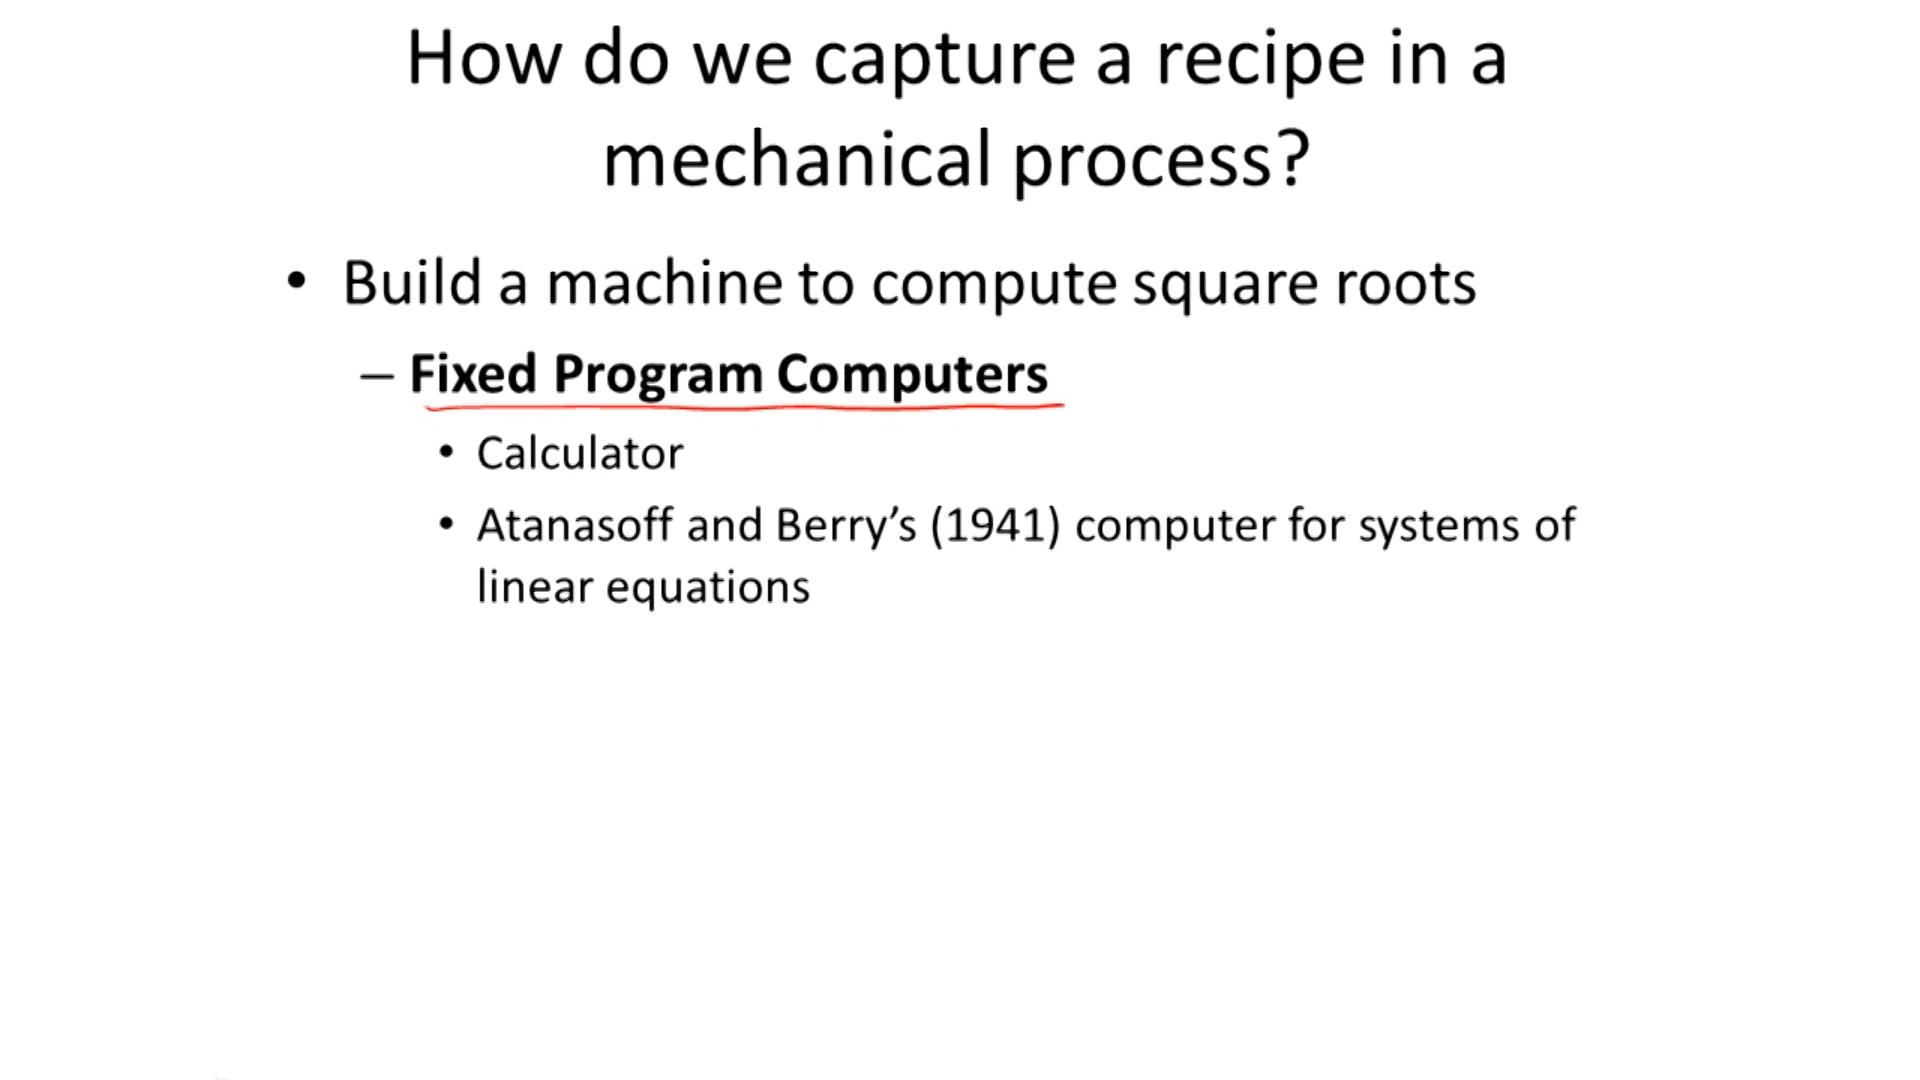 How do we capture a recipe in a
mechanical process?
• Build a machine to compute square roots
– Fixed Program Computers
• Calculator
• Atanasoff and Berry’s (1941) computer for systems of
linear equations